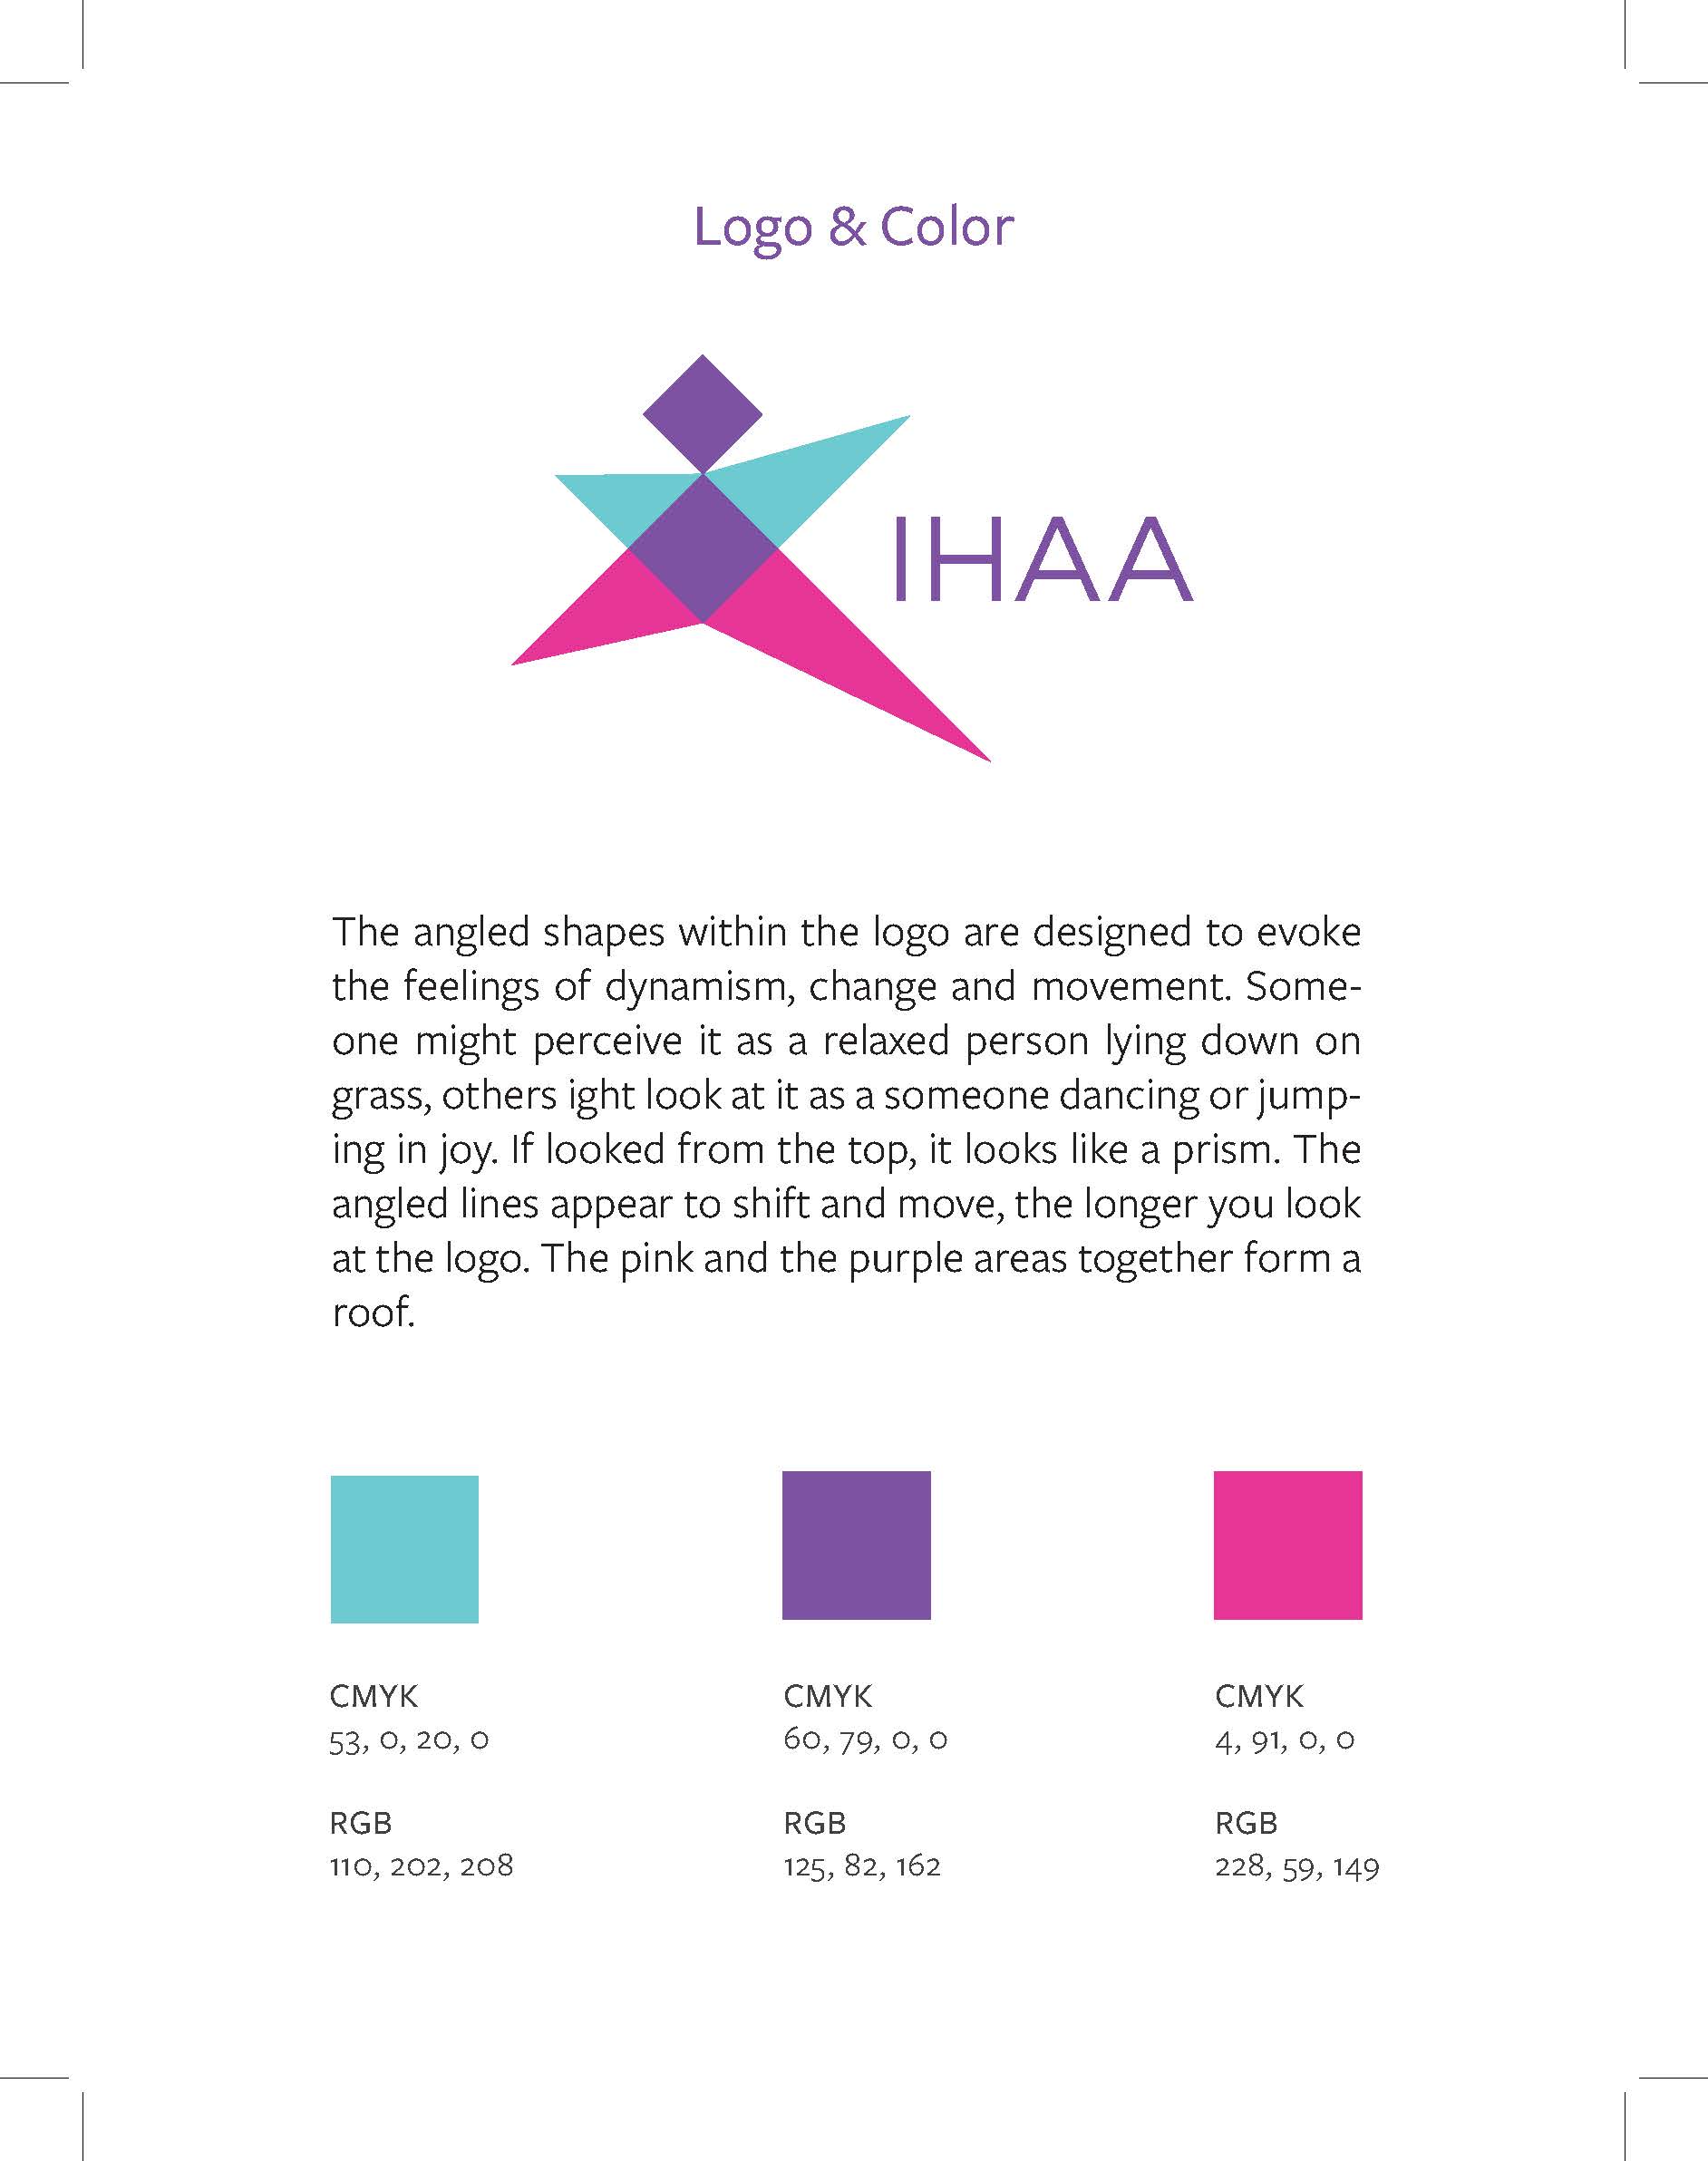 Logo & Color
IHAA
The angled shapes within the logo are designed to evoke
the feelings of dynamism, change and movement. Some-
one might perceive it as a relaxed person lying down on
grass, others ight look at it as a someone dancing or jump-
ing in joy. If looked from the top, it looks like a prism. The
angled lines appear to shift and move, the longer you look
at the logo. The pink and the purple areas together form a
roof.
CMYK
53, 0, 20, 0
RGB
110, 202, 208
CMYK
60, 79, 0, 0
RGB
125, 82, 162
CMYK
4, 91, 0, 0
RGB
228, 59, 149